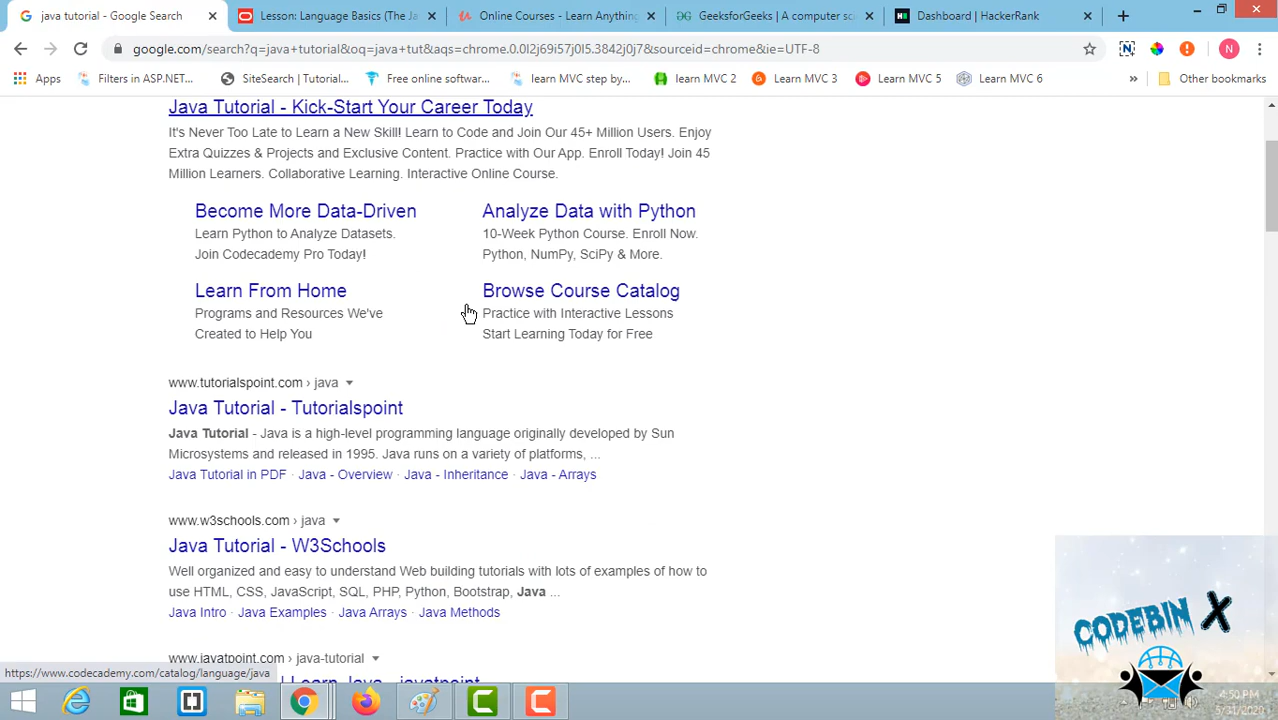 java tutorial - Google Search
Lesson: Language Basics (The Ja
Online Courses - Learn Anything
GeeksforGeeks | A computer sci
Dashboard | HackerRank
google.com/search?q=java+tutorial&oq=java+tut&aqs=chrome.0.0l2j69i57j0l5.3842j0j7&sourceid=chrome&ie=UTF-8
N
Apps
Filters in ASP.NET...
SiteSearch | Tutorial...
Free online softwar...
learn MVC step by...
learn MVC 2
Learn MVC 3
Learn MVC 5
Learn MVC 6
Other bookmarks
Java Tutorial - Kick-Start Your Career Today
It's Never Too Late to Learn a New Skill! Learn to Code and Join Our 45+ Million Users. Enjoy
Extra Quizzes & Projects and Exclusive Content. Practice with Our App. Enroll Today! Join 45
Million Learners. Collaborative Learning. Interactive Online Course.
Become More Data-Driven
Learn Python to Analyze Datasets.
Join Codecademy Pro Today!
Analyze Data with Python
10-Week Python Course. Enroll Now.
Python, NumPy, SciPy & More.
Learn From Home
Programs and Resources We've
Created to Help You
Browse Course Catalog
Practice with Interactive Lessons
Start Learning Today for Free
www.tutorialspoint.com › java
Java Tutorial - Tutorialspoint
Java Tutorial - Java is a high-level programming language originally developed by Sun
Microsystems and released in 1995. Java runs on a variety of platforms, ...
Java Tutorial in PDF · Java - Overview · Java - Inheritance · Java - Arrays
www.w3schools.com › java
Java Tutorial - W3Schools
Well organized and easy to understand Web building tutorials with lots of examples of how to
use HTML, CSS, JavaScript, SQL, PHP, Python, Bootstrap, Java ...
Java Intro · Java Examples · Java Arrays · Java Methods
www.javatpoint.com › java-tutorial
Learn Java - javatpoint
https://www.codecademy.com/catalog/language/java
CODEBIN X
4:50 PM
5/31/2020